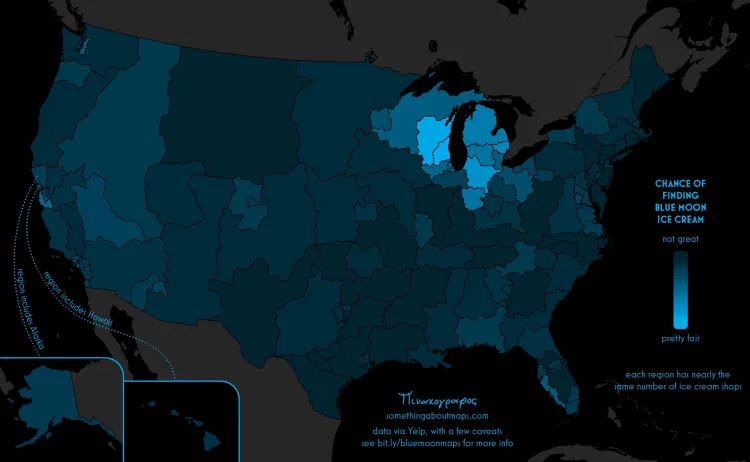 CHANCE OF
FINDING
BLUE MOON
ICE CREAM
not great
pretty fair
each region has nearly the
same number of ice cream shops
region includes Alaska
region includes Hawaii
Πινακογραφος
somethingaboutmaps.com
data via Yelp, with a few caveats
see bit.ly/bluemoonmaps for more info